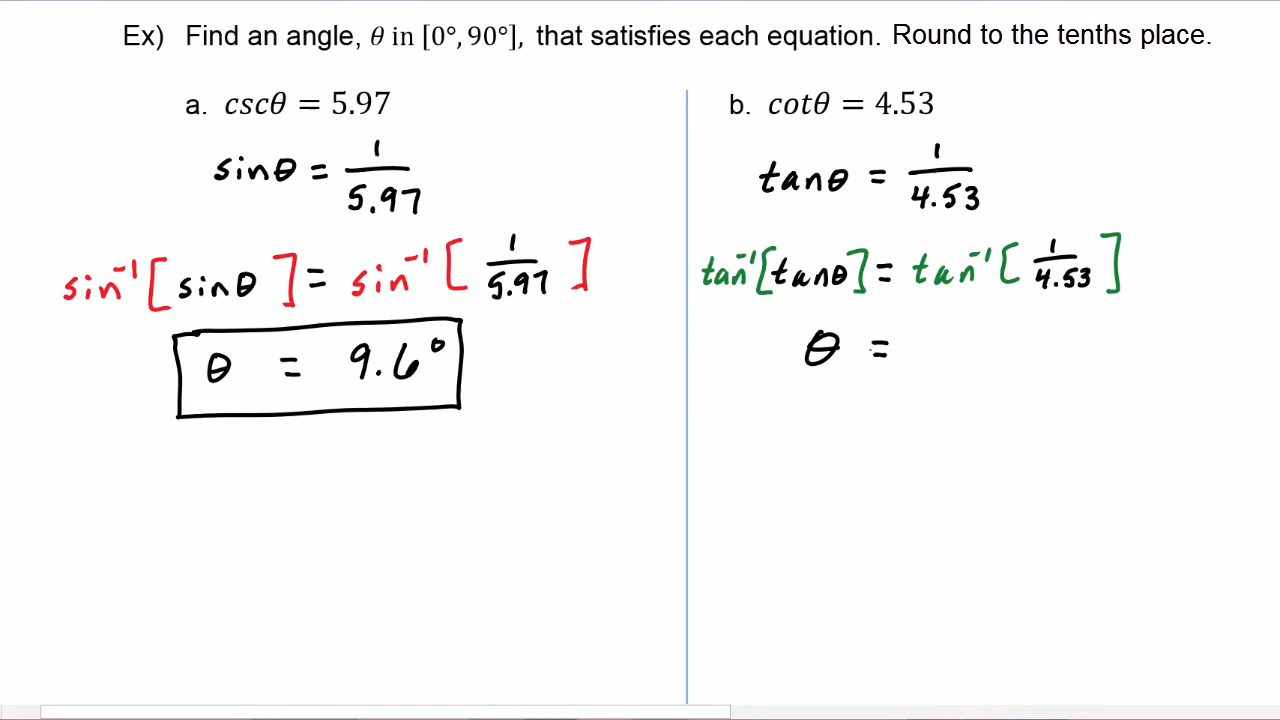 Ex) Find an angle, θ in [0°, 90°], that satisfies each equation. Round to the tenths place.
a. cscθ = 5.97
sinθ = 1/5.97
sin⁻¹[sinθ] = sin⁻¹[1/5.97]
θ = 9.6°
b. cotθ = 4.53
tanθ = 1/4.53
tan⁻¹[tanθ] = tan⁻¹[1/4.53]
θ =